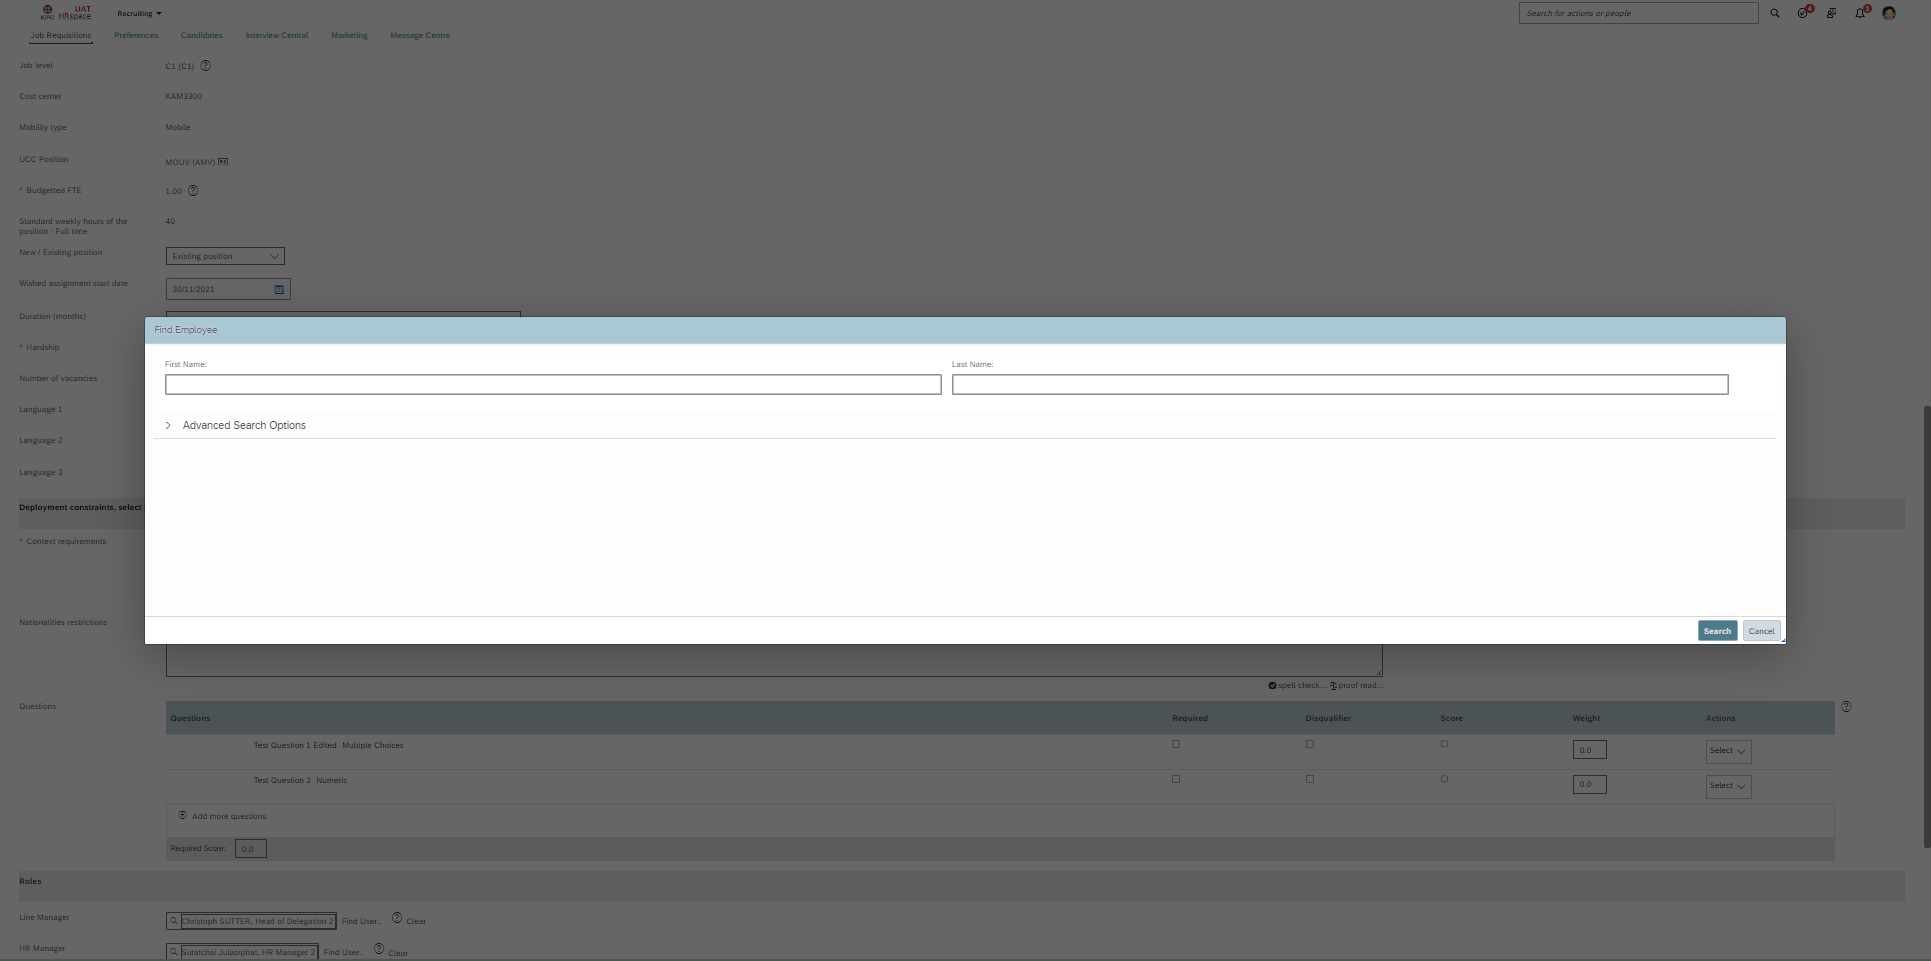 UAT
ICRC HRspace
Recruiting
Search for actions or people
4
1
Job Requisitions Preferences Candidates Interview Central Marketing Message Centre
Job level C1 (C1)
Cost center KAM3300
Mobility type Mobile
UCC Position MOUV (AMV)
* Budgetted FTE 1.00
Standard weekly hours of the
position - Full time
40
New / Existing position Existing position
Wished assignment start date 30/11/2021
Duration (months)
Find Employee
* Hardship
First Name: Last Name:
Number of vacancies
Language 1
Advanced Search Options
Language 2
Language 3
Deployment constraints, select
* Context requirements
Nationalities restrictions
Search Cancel
spell check... proof read...
Questions
Questions Required Disqualifier Score Weight Actions
Test Question 1 Edited Multiple Choices 0.0 Select
Test Question 2 Numeric 0.0 Select
Add more questions
Required Score: 0.0
Roles
Line Manager Christoph SUTTER, Head of Delegation 2 Find User... Clear
HR Manager Suratchai Julapiphat, HR Manager 2 Find User... Clear